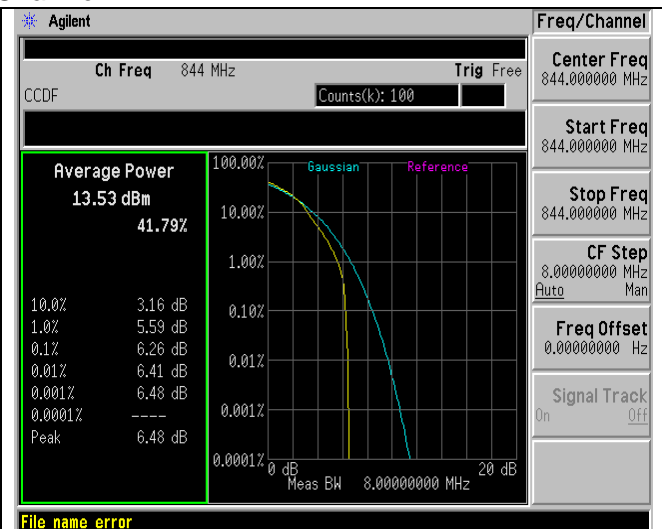 Agilent
Freq/Channel
Ch Freq 844 MHz Trig Free
CCDF Counts(k): 100
Center Freq
844.000000 MHz
Start Freq
844.000000 MHz
Stop Freq
844.000000 MHz
CF Step
8.00000000 MHz
Auto Man
Freq Offset
0.00000000 Hz
Signal Track
On Off
Average Power
13.53 dBm
41.79%
10.0% 3.16 dB
1.0% 5.59 dB
0.1% 6.26 dB
0.01% 6.41 dB
0.001% 6.48 dB
0.0001% ----
Peak 6.48 dB
Gaussian Reference
100.00%
10.00%
1.00%
0.10%
0.01%
0.001%
0.0001%
0 dB 20 dB
Meas BW 8.00000000 MHz
File name error